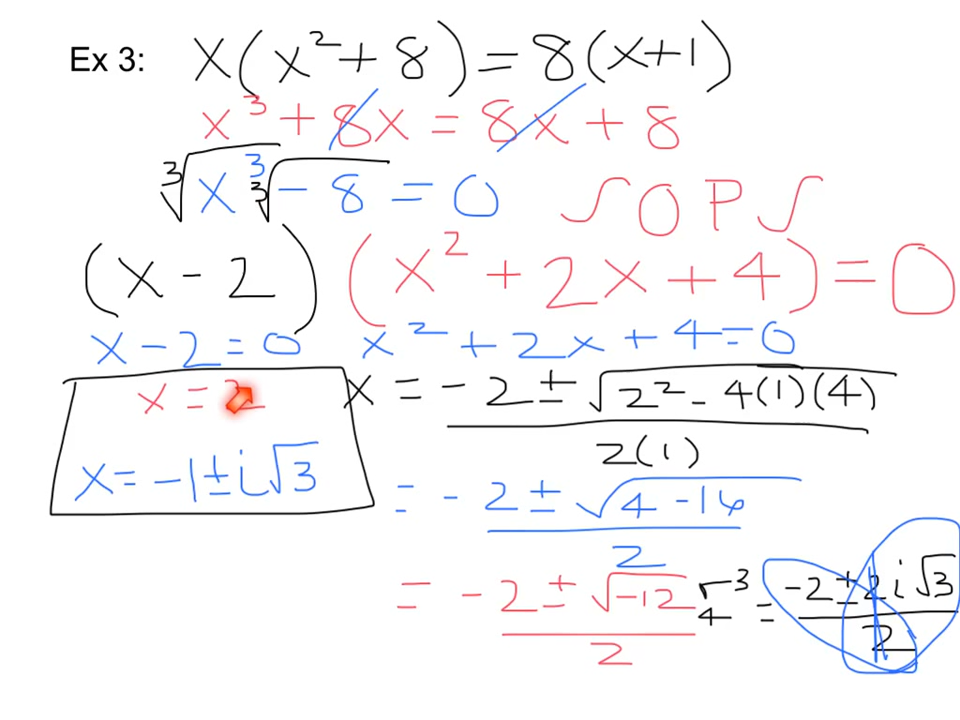 Ex 3: x(x²+8)=8(x+1)
x³+8x=8x+8
∛x³ ∛-8=0 SOPS
(x-2)(x²+2x+4)=0
x-2=0 x²+2x+4=0
x=2 x=-2±√2²-4(1)(4)
2(1)
x=-1±i√3 =-2±√4-16
2
=-2±√-12 4 3 =-2±2i√3
2 2